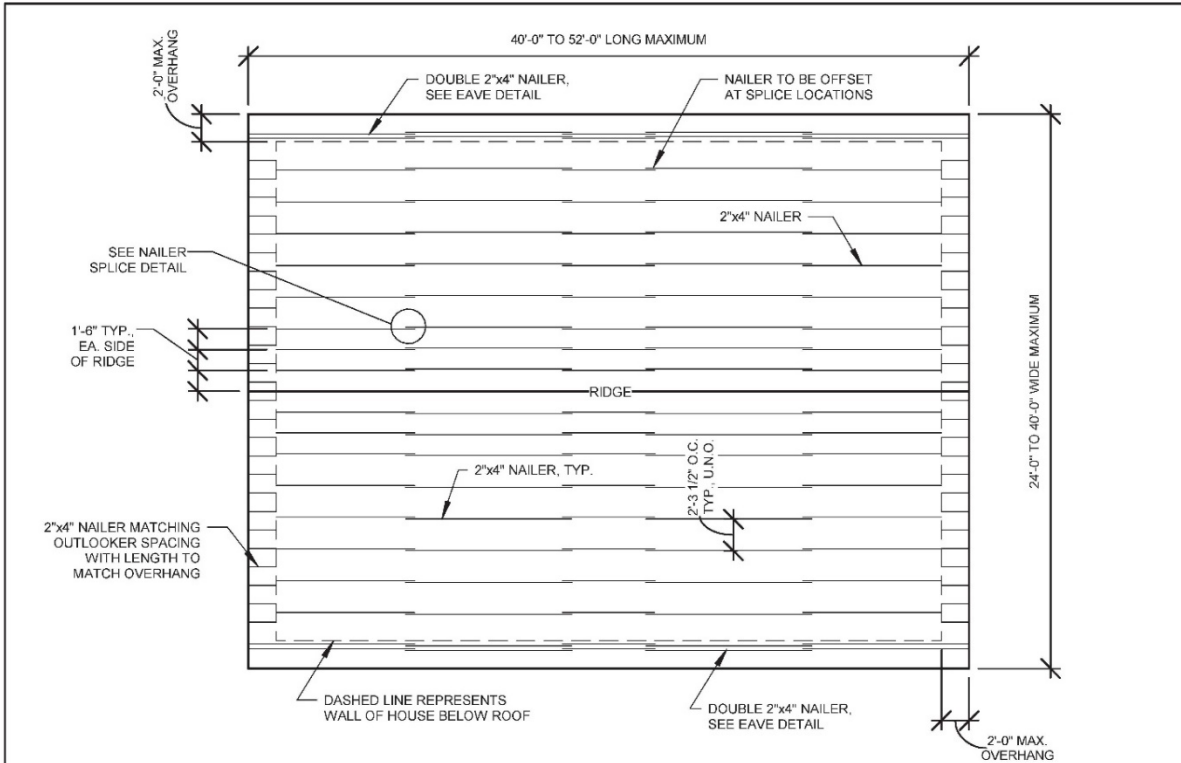 40'-0" TO 52'-0" LONG MAXIMUM
2'-0" MAX.
OVERHANG
DOUBLE 2"x4" NAILER,
SEE EAVE DETAIL
NAILER TO BE OFFSET
AT SPLICE LOCATIONS
2"x4" NAILER
SEE NAILER
SPLICE DETAIL
1'-6" TYP.,
EA. SIDE
OF RIDGE
RIDGE
24'-0" TO 40'-0" WIDE MAXIMUM
2"x4" NAILER, TYP.
2'-3 1/2" O.C.
TYP., U.N.O.
2"x4" NAILER MATCHING
OUTLOOKER SPACING
WITH LENGTH TO
MATCH OVERHANG
DASHED LINE REPRESENTS
WALL OF HOUSE BELOW ROOF
DOUBLE 2"x4" NAILER,
SEE EAVE DETAIL
2'-0" MAX.
OVERHANG